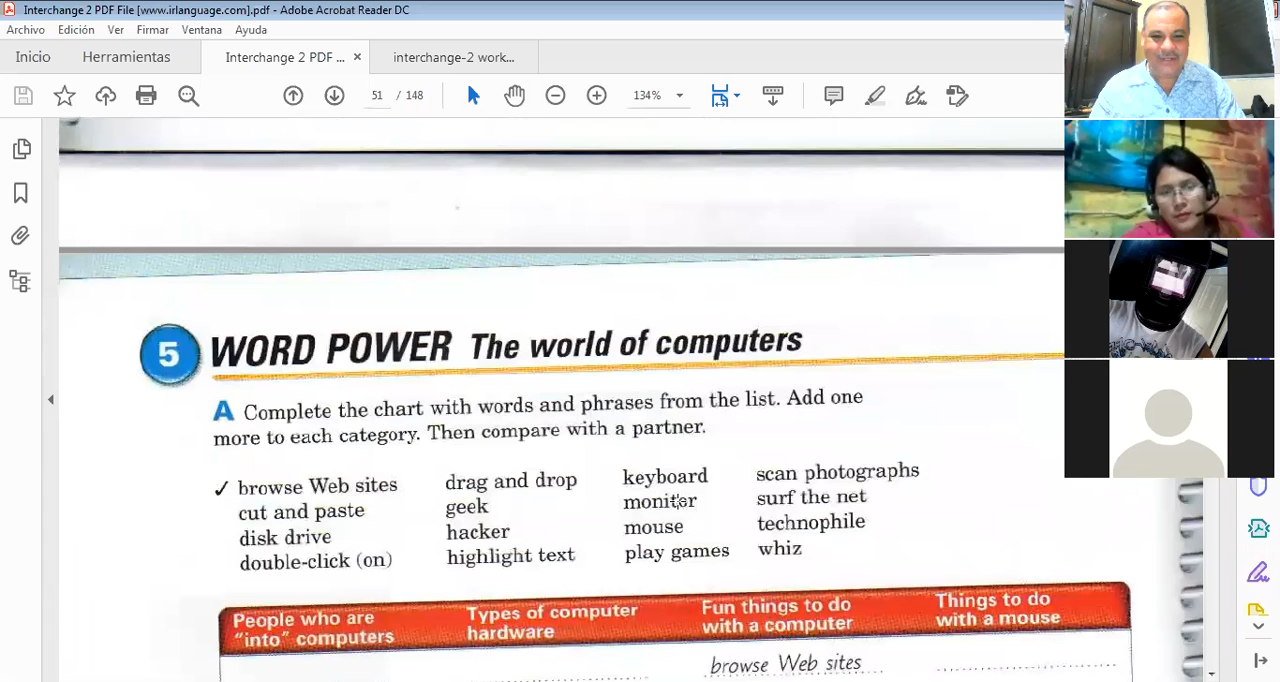 Interchange 2 PDF File [www.irlanguage.com].pdf - Adobe Acrobat Reader DC
Archivo Edición Ver Firmar Ventana Ayuda
Inicio Herramientas Interchange 2 PDF ... × interchange-2 work...
51 / 148 134%
5 WORD POWER The world of computers
A Complete the chart with words and phrases from the list. Add one
more to each category. Then compare with a partner.
✓ browse Web sites drag and drop keyboard scan photographs
cut and paste geek monitor surf the net
disk drive hacker mouse technophile
double-click (on) highlight text play games whiz
People who are Types of computer Fun things to do Things to do
"into" computers hardware with a computer with a mouse
browse Web sites